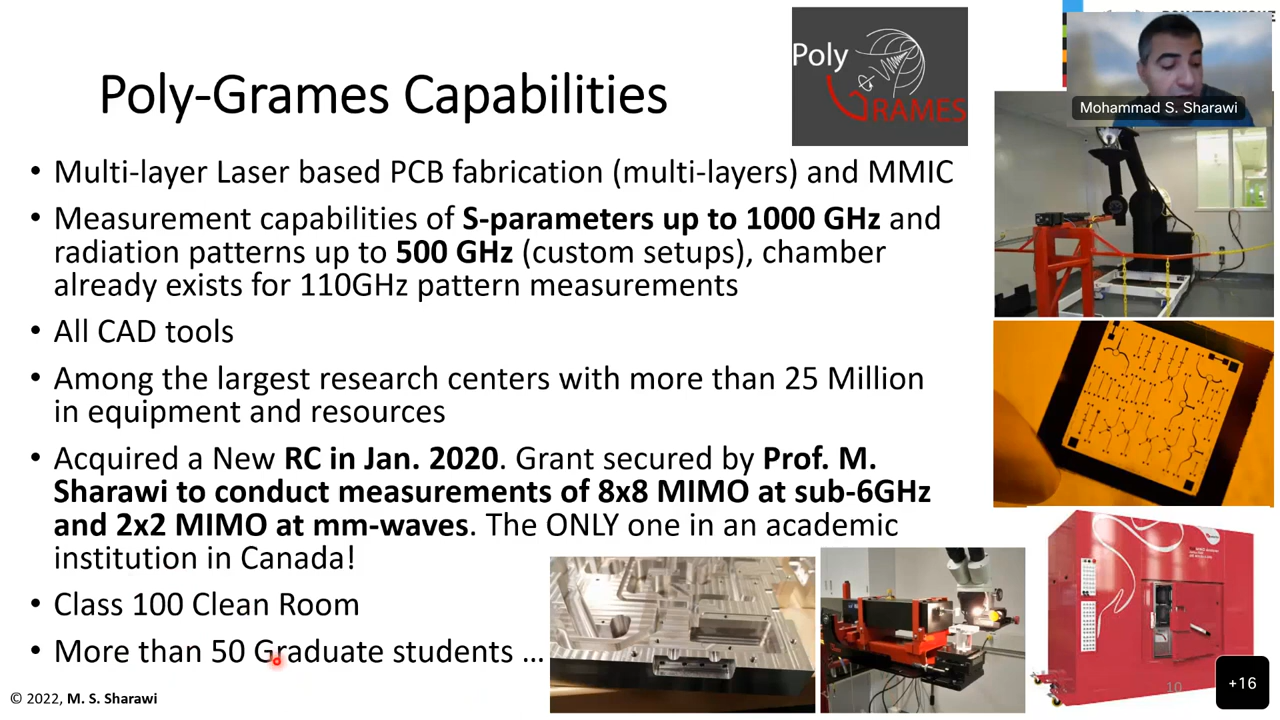 POLYTECHNIQUE
Poly
GRAMES
Mohammad S. Sharawi
Poly-Grames Capabilities
• Multi-layer Laser based PCB fabrication (multi-layers) and MMIC
• Measurement capabilities of S-parameters up to 1000 GHz and
radiation patterns up to 500 GHz (custom setups), chamber
already exists for 110GHz pattern measurements
• All CAD tools
• Among the largest research centers with more than 25 Million
in equipment and resources
• Acquired a New RC in Jan. 2020. Grant secured by Prof. M.
Sharawi to conduct measurements of 8x8 MIMO at sub-6GHz
and 2x2 MIMO at mm-waves. The ONLY one in an academic
institution in Canada!
• Class 100 Clean Room
• More than 50 Graduate students ...
© 2022, M. S. Sharawi
10
+16